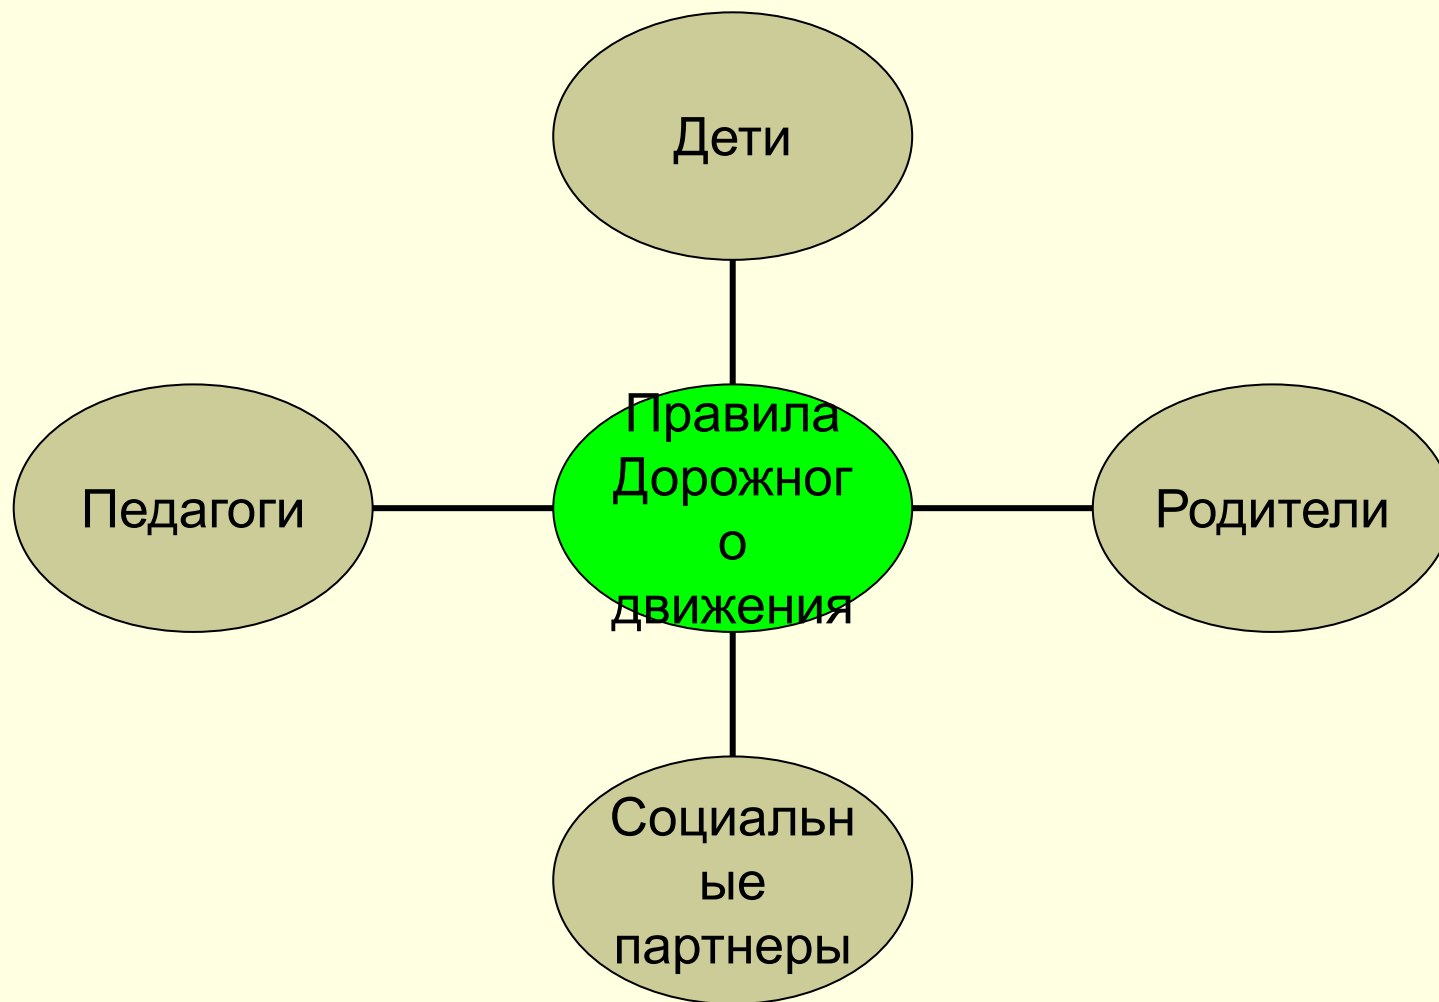 Дети
Правила
Дорожног
о
движения
Педагоги
Родители
Социальн
ые
партнеры